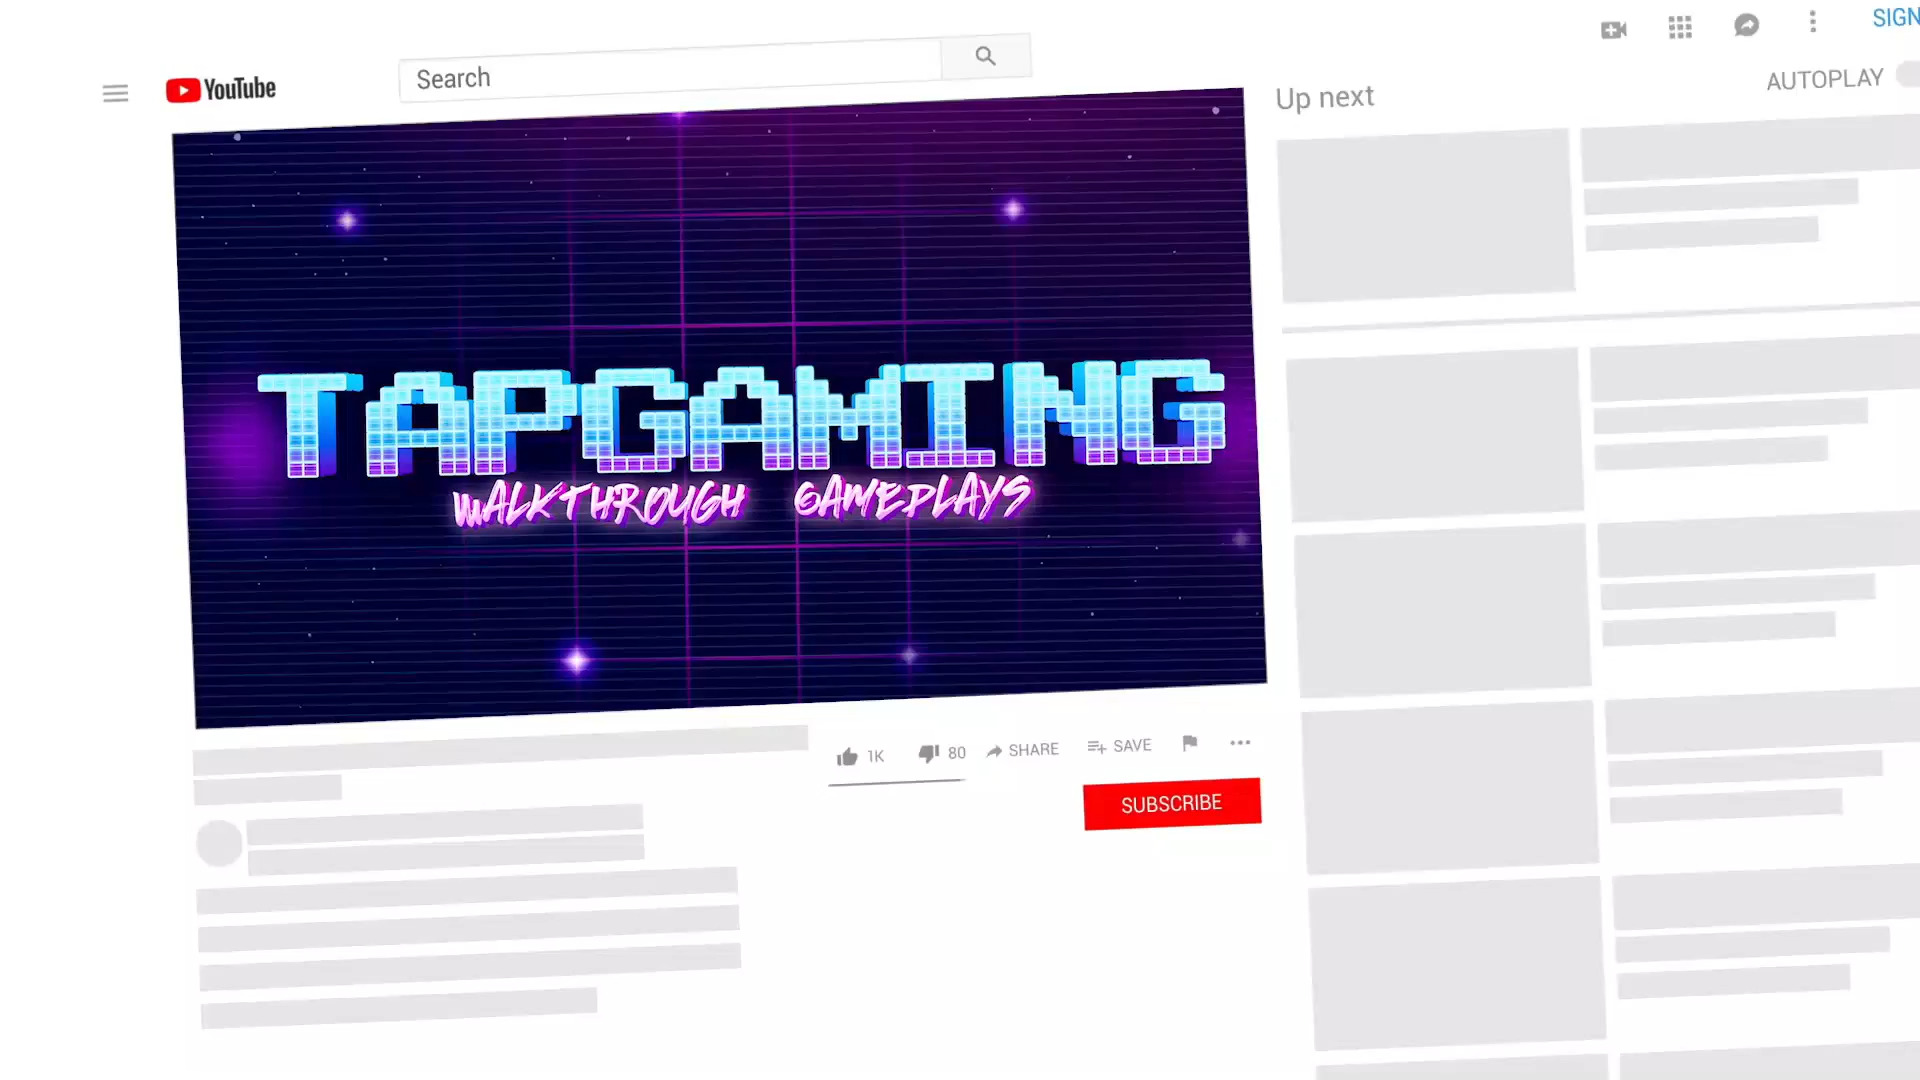 SIGN
YouTube
Search
Up next
AUTOPLAY
TAPGAMING
WALKTHROUGH GAMEPLAYS
1K
80
SHARE
SAVE
SUBSCRIBE